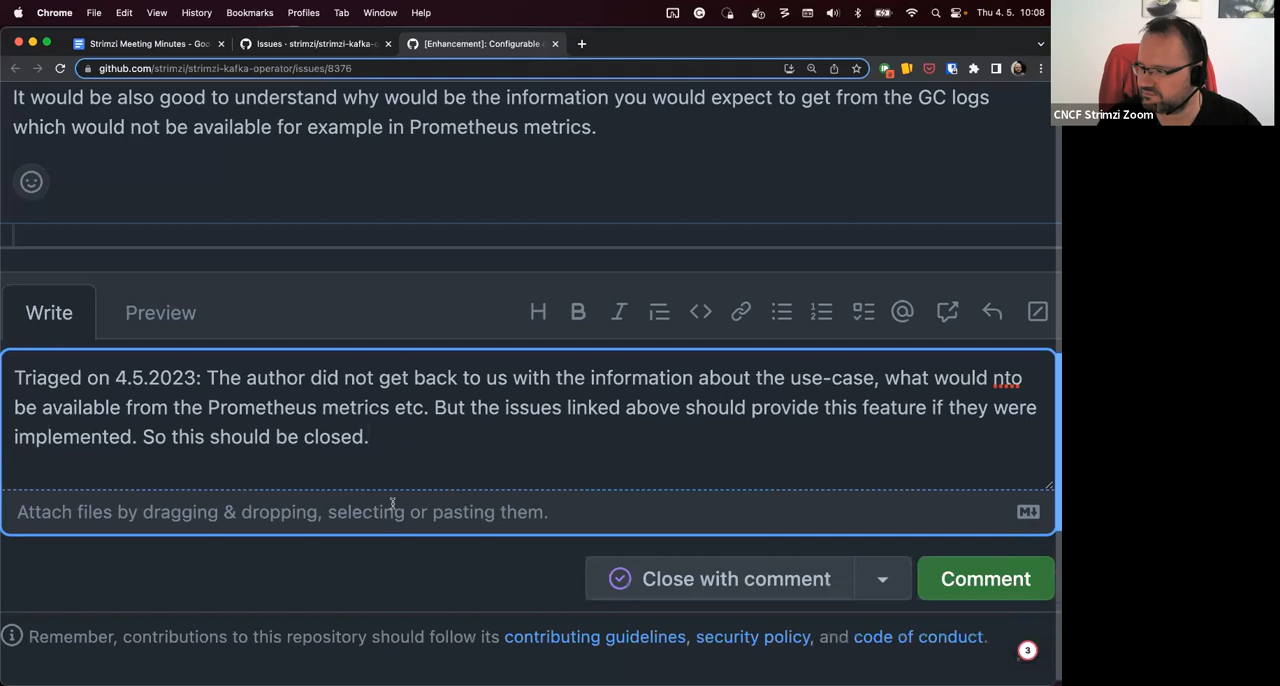 Chrome File Edit View History Bookmarks Profiles Tab Window Help Thu 4. 5. 10:08
Strimzi Meeting Minutes - Goo
Issues · strimzi/strimzi-kafka-o
[Enhancement]: Configurable
github.com/strimzi/strimzi-kafka-operator/issues/8376
CNCF Strimzi Zoom
It would be also good to understand why would be the information you would expect to get from the GC logs
which would not be available for example in Prometheus metrics.
Write Preview
Triaged on 4.5.2023: The author did not get back to us with the information about the use-case, what would nto
be available from the Prometheus metrics etc. But the issues linked above should provide this feature if they were
implemented. So this should be closed.
Attach files by dragging & dropping, selecting or pasting them.
Close with comment Comment
Remember, contributions to this repository should follow its contributing guidelines, security policy, and code of conduct.
3